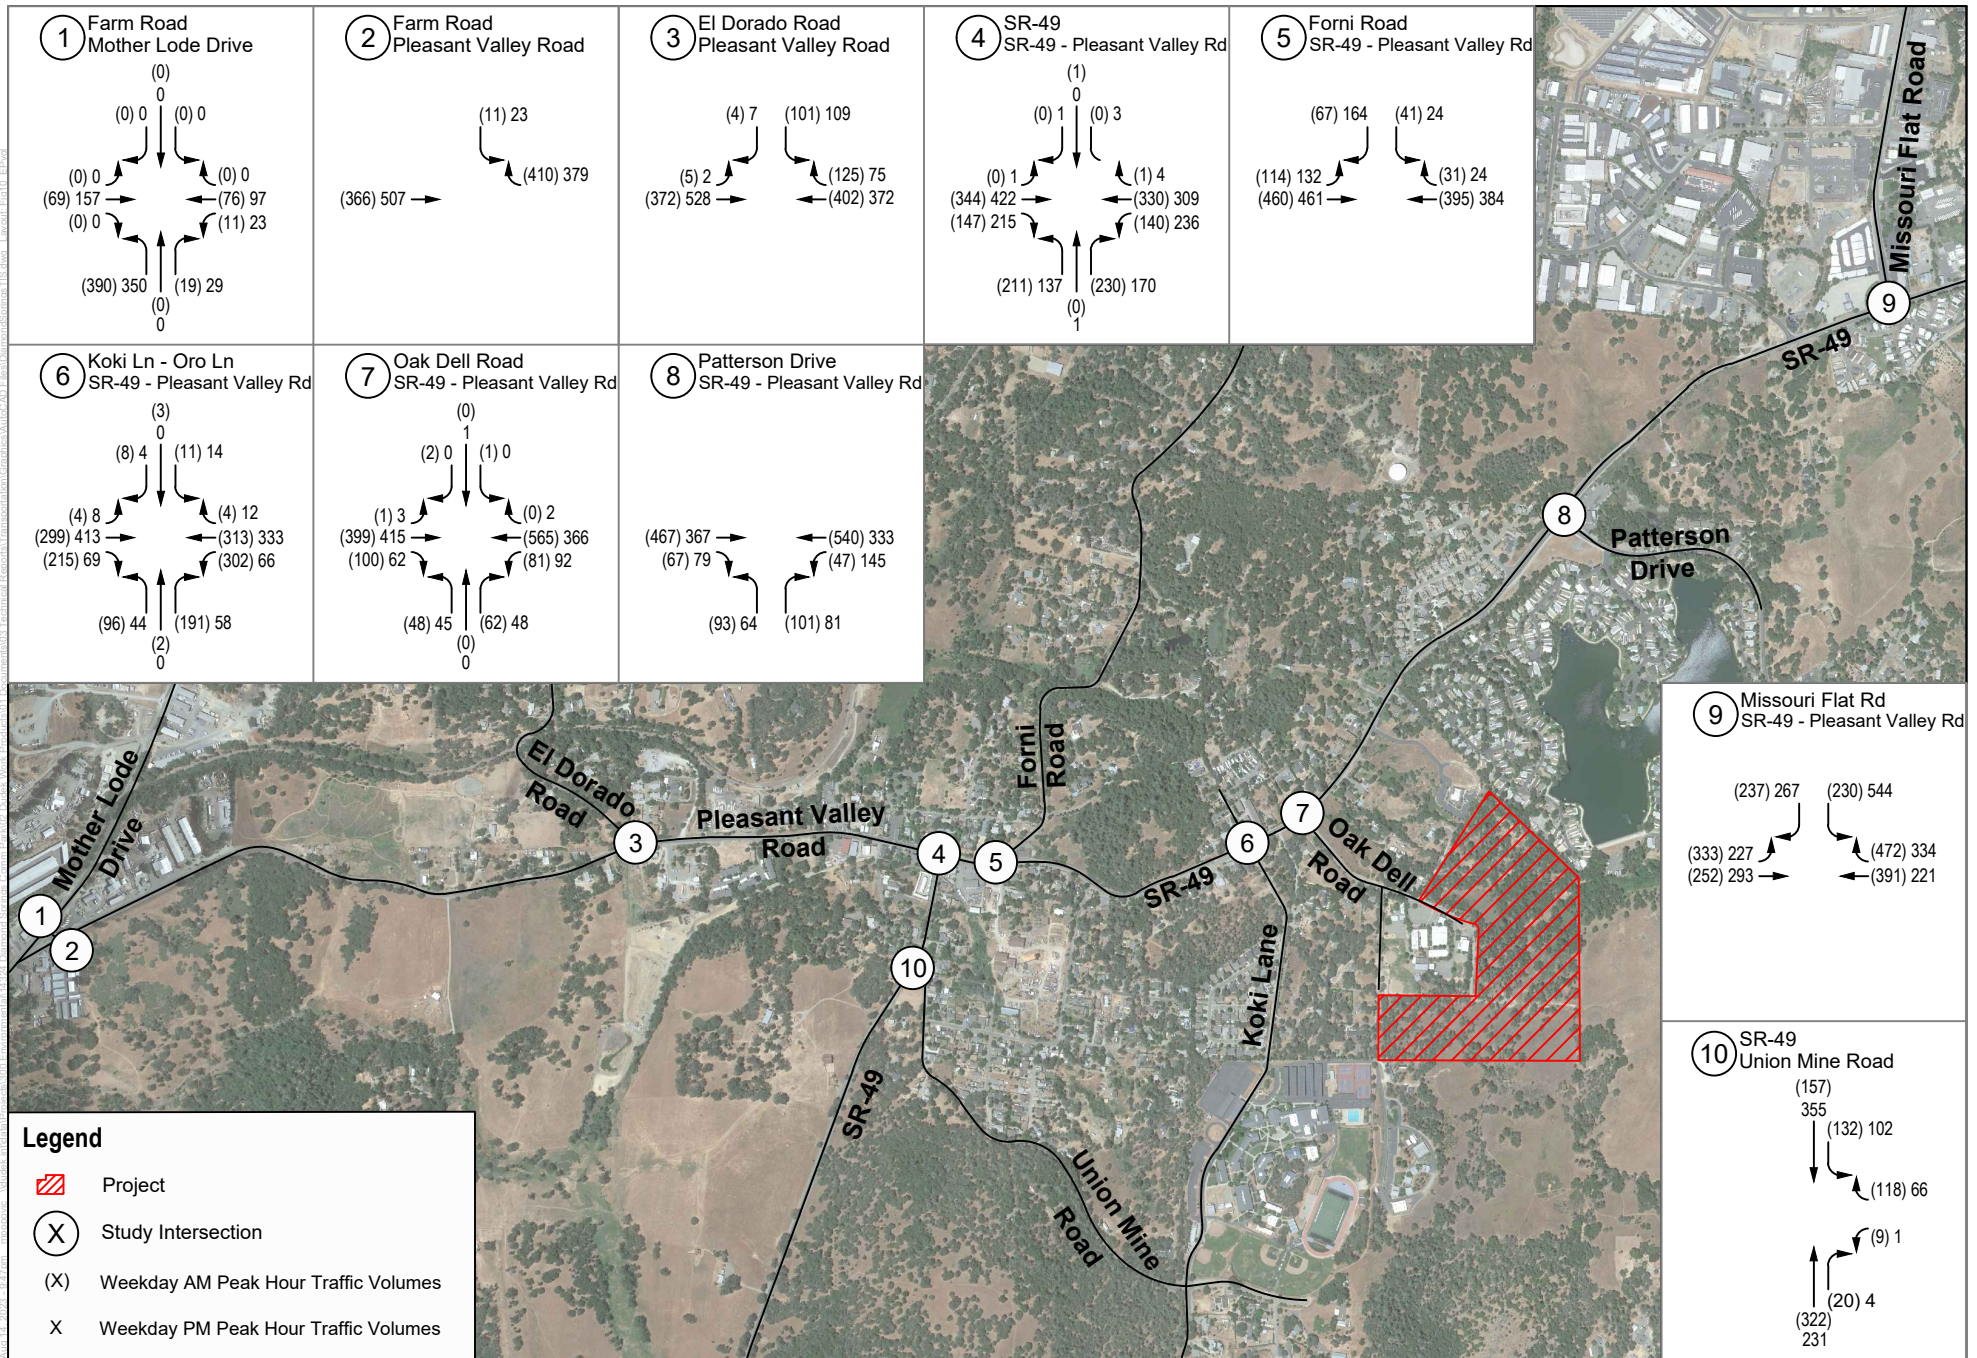 1 Farm Road
Mother Lode Drive
(0)
0
(0) 0 (0) 0
(0) 0 (0) 0
(69) 157 (76) 97
(0) 0 (11) 23
(390) 350 (19) 29
(0)
0
2 Farm Road
Pleasant Valley Road
(11) 23
(410) 379
(366) 507
3 El Dorado Road
Pleasant Valley Road
(4) 7 (101) 109
(5) 2 (125) 75
(372) 528 (402) 372
4 SR-49
SR-49 - Pleasant Valley Rd
(1)
0
(0) 1 (0) 3
(0) 1 (1) 4
(344) 422 (330) 309
(147) 215 (140) 236
(211) 137 (230) 170
(0)
1
5 Forni Road
SR-49 - Pleasant Valley Rd
(67) 164 (41) 24
(114) 132 (31) 24
(460) 461 (395) 384
6 Koki Ln - Oro Ln
SR-49 - Pleasant Valley Rd
(3)
0
(8) 4 (11) 14
(4) 8 (4) 12
(299) 413 (313) 333
(215) 69 (302) 66
(96) 44 (191) 58
(2)
0
7 Oak Dell Road
SR-49 - Pleasant Valley Rd
(0)
1
(2) 0 (1) 0
(1) 3 (0) 2
(399) 415 (565) 366
(100) 62 (81) 92
(48) 45 (62) 48
(0)
0
8 Patterson Drive
SR-49 - Pleasant Valley Rd
(467) 367 (540) 333
(67) 79 (47) 145
(93) 64 (101) 81
9 Missouri Flat Rd
SR-49 - Pleasant Valley Rd
(237) 267 (230) 544
(333) 227 (472) 334
(252) 293 (391) 221
10 SR-49
Union Mine Road
(157)
355
(132) 102
(118) 66
(9) 1
(20) 4
(322)
231
Missouri Flat Road
9
SR-49
8
Patterson
Drive
Forni
Road
Mother Lode
Drive
El Dorado
Road
3
Pleasant Valley
Road
4
5
SR-49
6
7
Oak Dell
Road
1
2
10
Koki Lane
SR-49
Union Mine
Road
Legend
Project
X Study Intersection
(X) Weekday AM Peak Hour Traffic Volumes
X Weekday PM Peak Hour Traffic Volumes